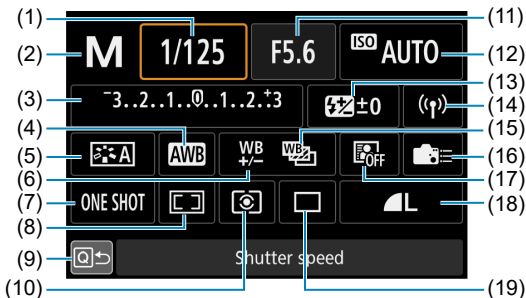 (1) (11)
(2) M 1/125 F5.6 ISO AUTO (12)
(13)
(3) -3..2..1..0..1..2.+3 ±0 (14)
(4) (15)
(5) A AWB WB +/- WB OFF (16)
(6) (17)
(7) ONE SHOT L (18)
(8)
(9) Q Shutter speed
(10) (19)